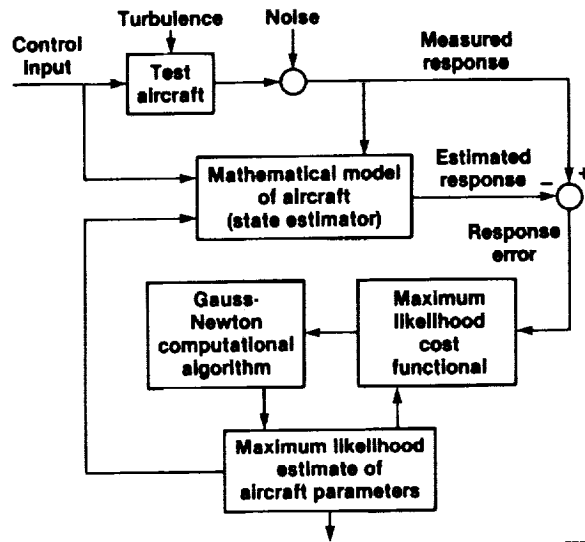 Turbulence
Noise
Control
input
Measured
response
Test
aircraft
+
Mathematical model
of aircraft
(state estimator)
Estimated
response
–
Response
error
Gauss-
Newton
computational
algorithm
Maximum
likelihood
cost
functional
Maximum likelihood
estimate of
aircraft parameters